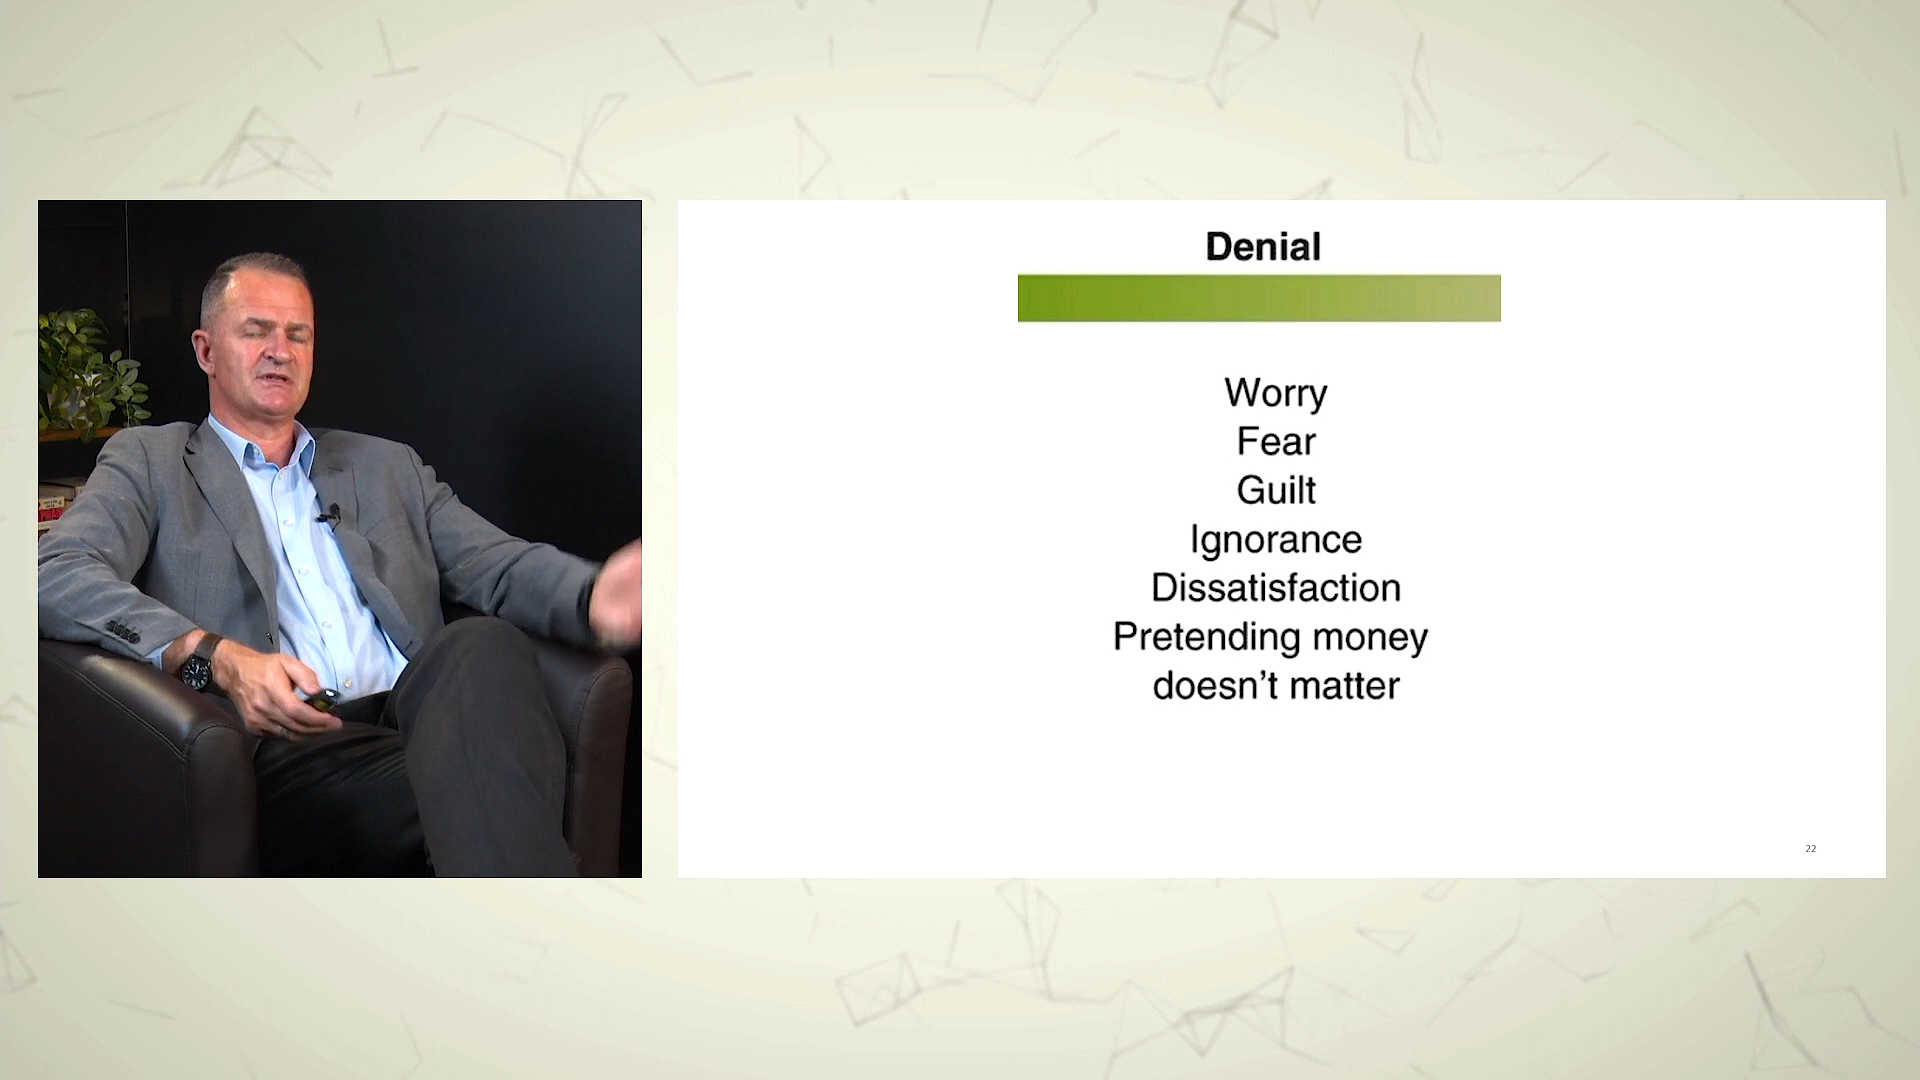 Denial
Worry
Fear
Guilt
Ignorance
Dissatisfaction
Pretending money
doesn't matter
22